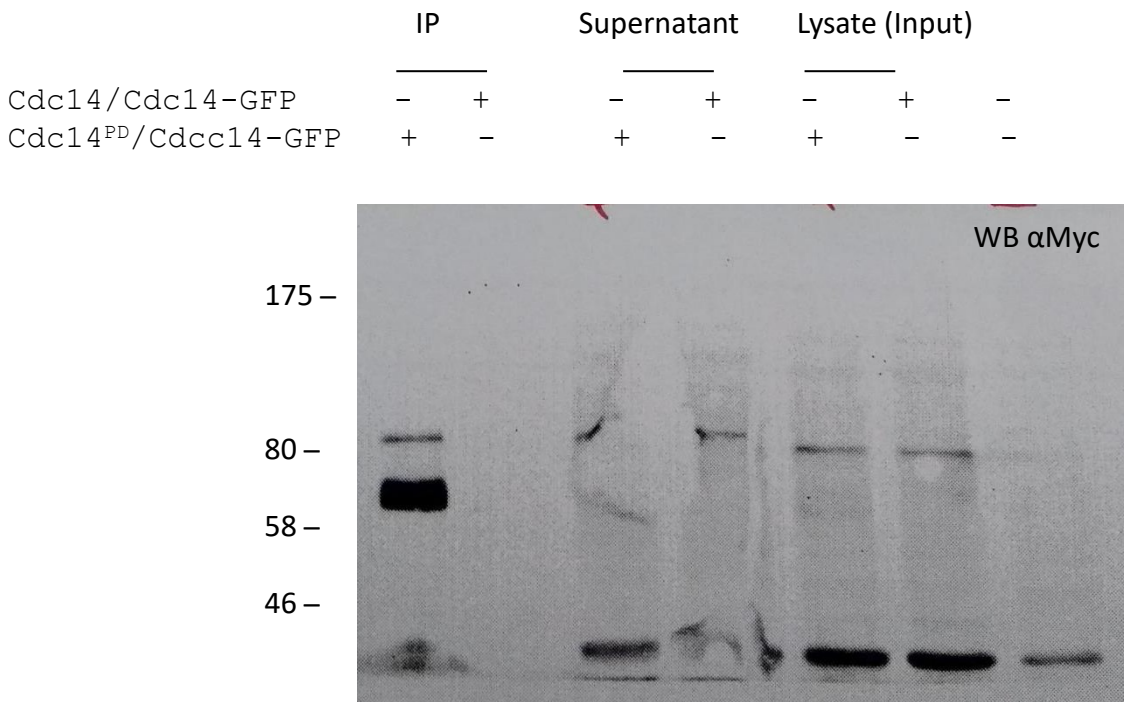 IP Supernatant Lysate (Input)
Cdc14/Cdc14-GFP – + – + – + –
Cdc14ᴾᴰ/Cdcc14-GFP + – + – + – –
WB αMyc
175 –
80 –
58 –
46 –